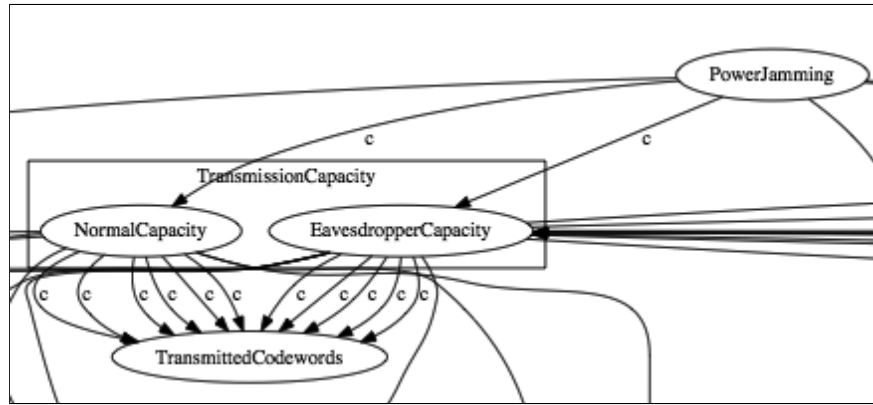 PowerJamming
c
c
TransmissionCapacity
NormalCapacity
EavesdropperCapacity
c c c c c c c c c c c
TransmittedCodewords